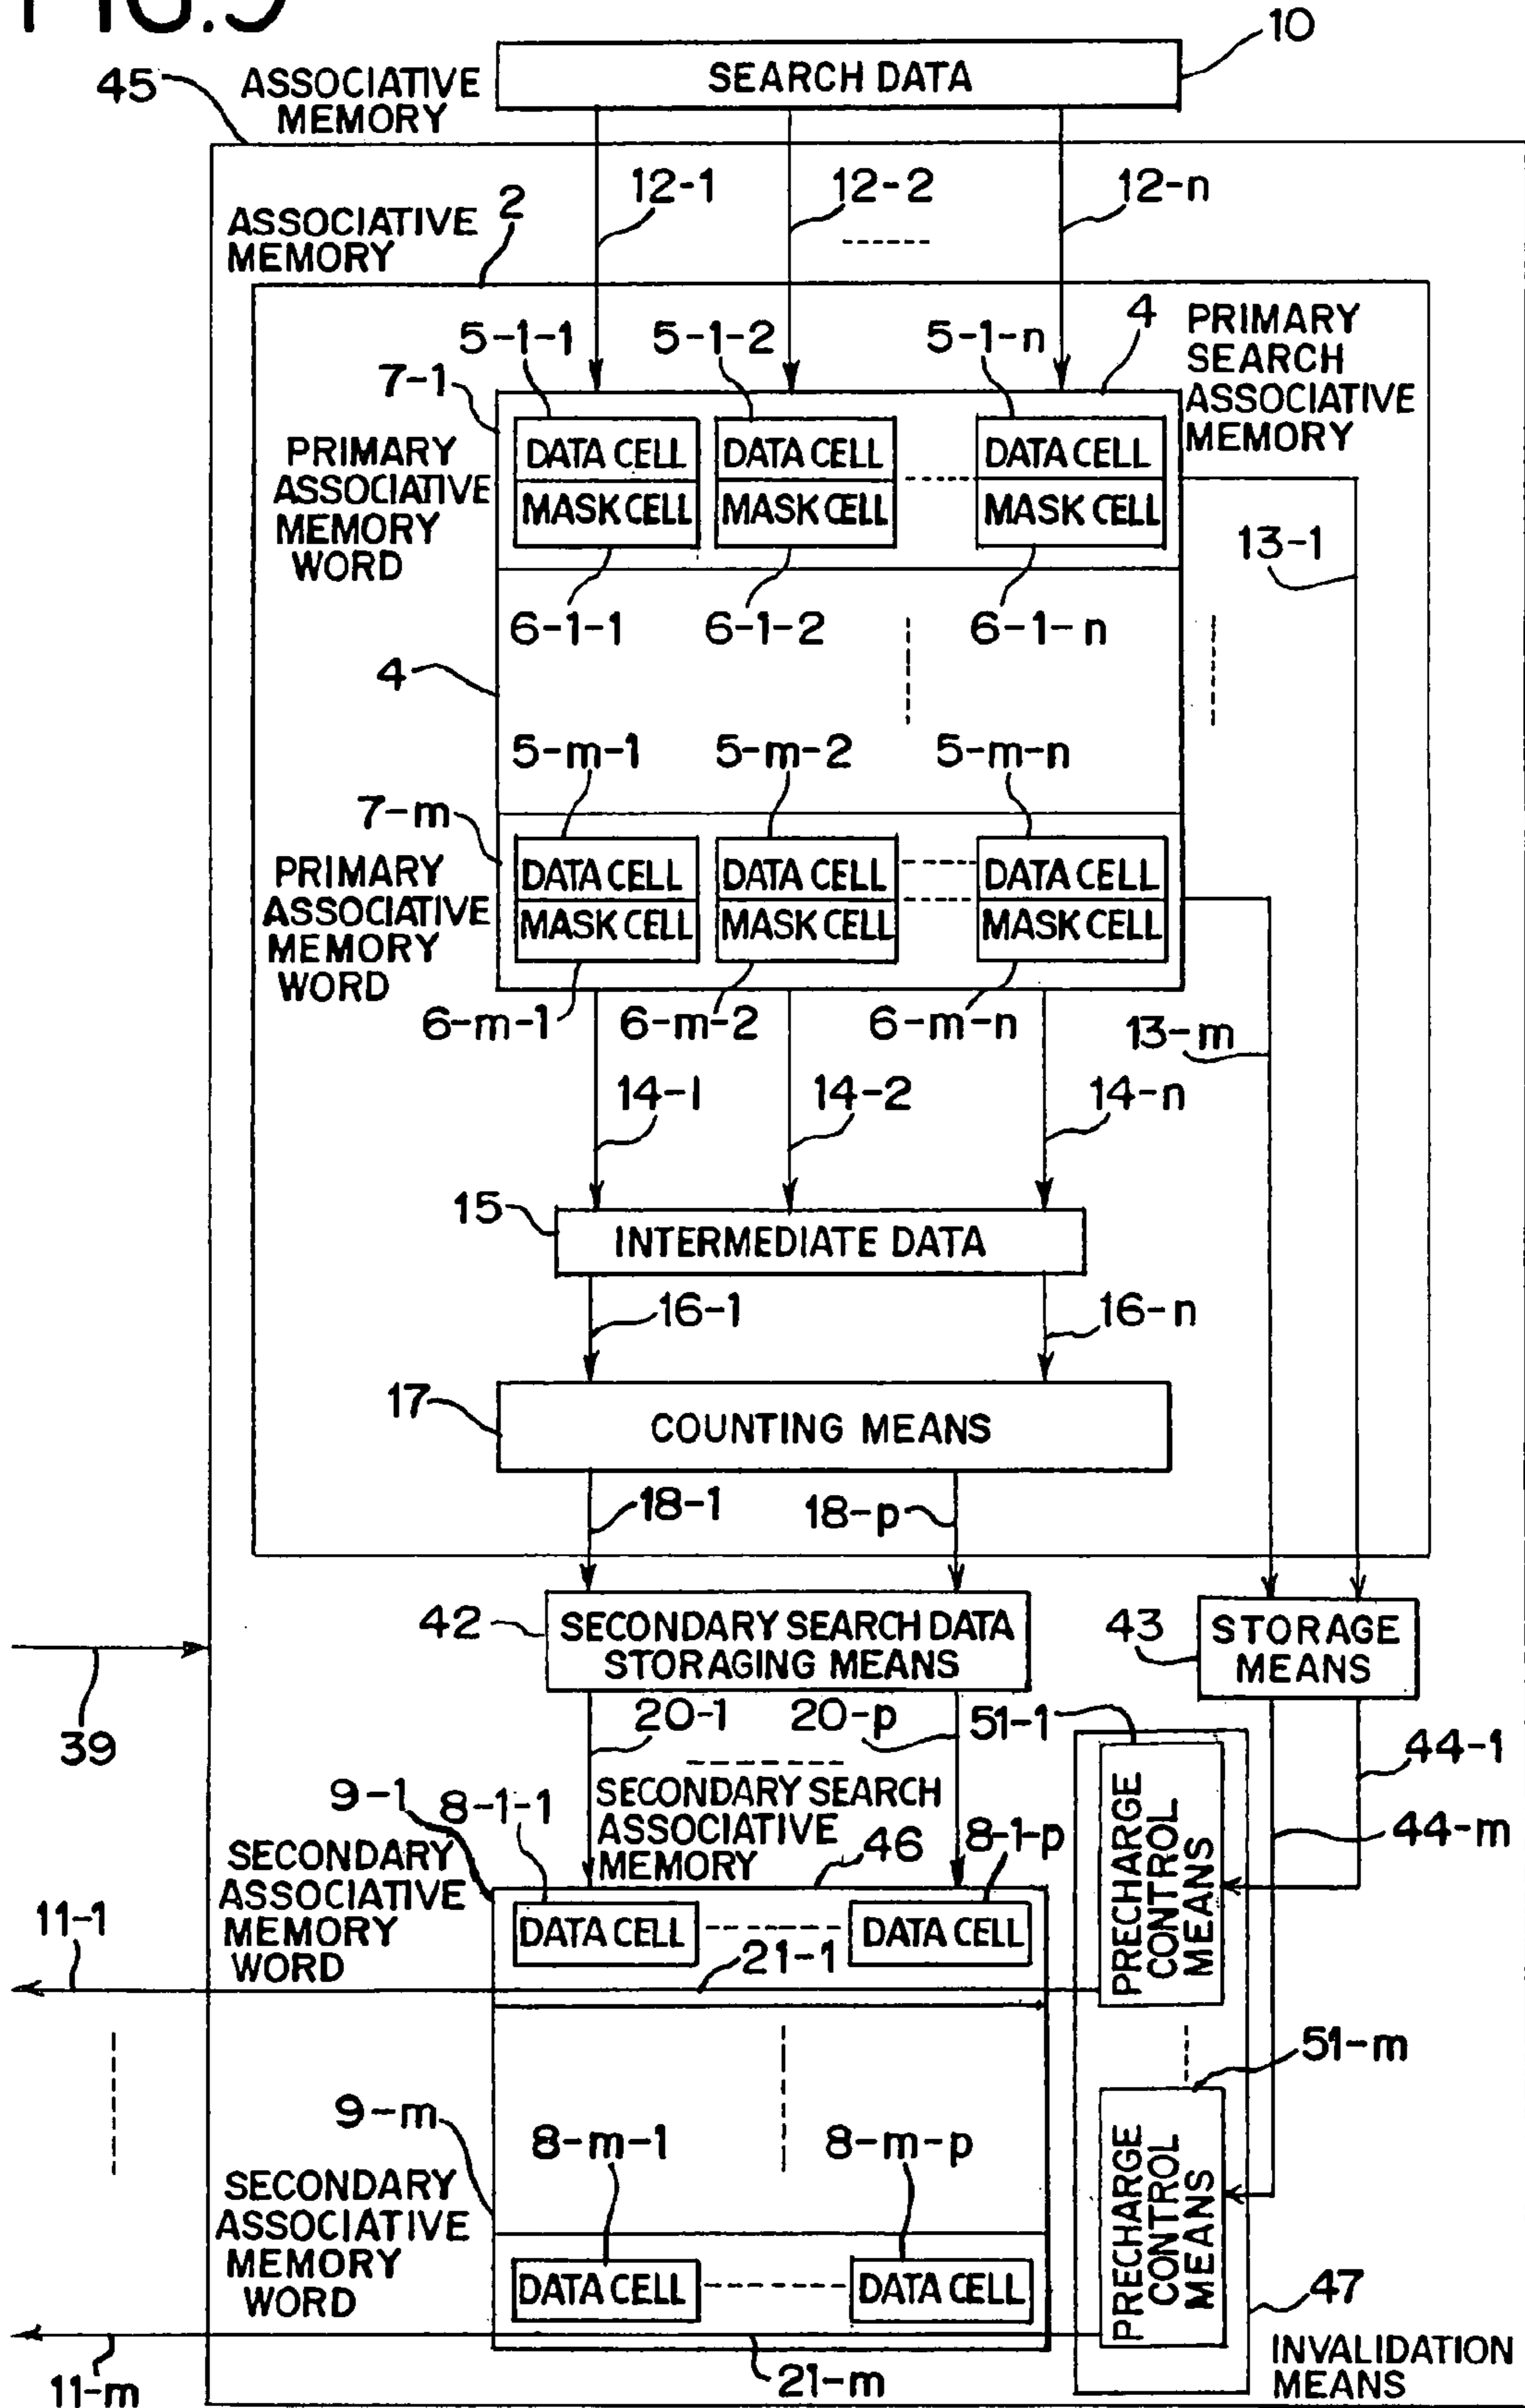 FIG.9
10
SEARCH DATA
45
ASSOCIATIVE
MEMORY
12-1
12-2
12-n
ASSOCIATIVE
MEMORY
2
5-1-1
5-1-2
5-1-n
4
PRIMARY
SEARCH
ASSOCIATIVE
MEMORY
7-1
PRIMARY
ASSOCIATIVE
MEMORY
WORD
DATA CELL
DATA CELL
DATA CELL
MASK CELL
MASK CELL
MASK CELL
13-1
6-1-1
6-1-2
6-1-n
4
5-m-1
5-m-2
5-m-n
7-m
PRIMARY
ASSOCIATIVE
MEMORY
WORD
DATA CELL
DATA CELL
DATA CELL
MASK CELL
MASK CELL
MASK CELL
6-m-1
6-m-2
6-m-n
13-m
14-1
14-2
14-n
15
INTERMEDIATE DATA
16-1
16-n
17
COUNTING MEANS
18-1
18-p
42
SECONDARY SEARCH DATA
STORAGING MEANS
43
STORAGE
MEANS
39
20-1
20-p
51-1
44-1
44-m
PRECHARGE
CONTROL
MEANS
SECONDARY SEARCH
ASSOCIATIVE
MEMORY
46
9-1
8-1-1
8-1-p
SECONDARY
ASSOCIATIVE
MEMORY
WORD
DATA CELL
DATA CELL
11-1
21-1
51-m
9-m
8-m-1
8-m-p
SECONDARY
ASSOCIATIVE
MEMORY
WORD
DATA CELL
DATA CELL
PRECHARGE
CONTROL
MEANS
47
INVALIDATION
MEANS
11-m
21-m